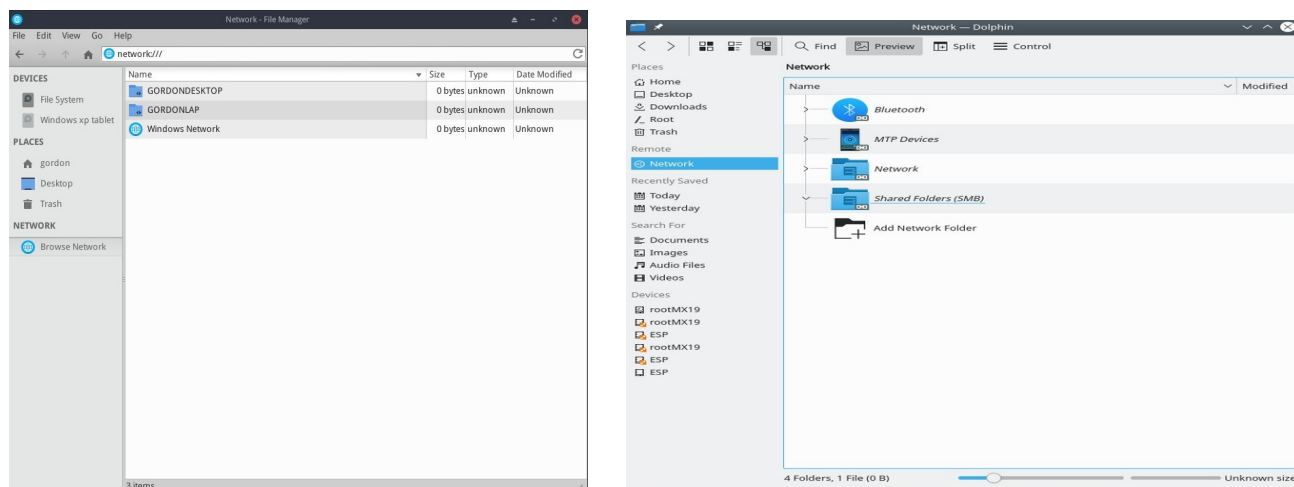 Network - File Manager
File Edit View Go Help
network:///
DEVICES
File System
Windows xp tablet
PLACES
gordon
Desktop
Trash
NETWORK
Browse Network
Name Size Type Date Modified
GORDONDESKTOP 0 bytes unknown Unknown
GORDONLAP 0 bytes unknown Unknown
Windows Network 0 bytes unknown Unknown
3 items
Network — Dolphin
Find Preview Split Control
Places
Home
Desktop
Downloads
Root
Trash
Remote
Network
Recently Saved
Today
Yesterday
Search For
Documents
Images
Audio Files
Videos
Devices
rootMX19
rootMX19
ESP
rootMX19
ESP
ESP
Network
Name Modified
Bluetooth
MTP Devices
Network
Shared Folders (SMB)
Add Network Folder
4 Folders, 1 File (0 B) Unknown size